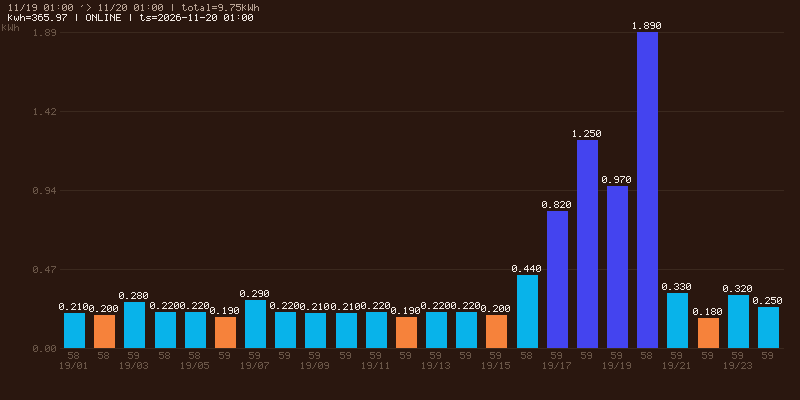 11/19 01:00 -> 11/20 01:00 | total=9.75kWh
Kwh=365.97 | ONLINE | ts=2026-11-20 01:00
kWh
1.89
1.42
0.94
0.47
0.00
0.210 0.200 0.280 0.220 0.220 0.190 0.290 0.220 0.210 0.210 0.220 0.190 0.220 0.220 0.200 0.440 0.820 1.250 0.970 1.890 0.330 0.180 0.320 0.250
58 58 59 58 58 59 59 59 59 59 59 59 59 59 59 58 59 59 59 58 59 59 59 59
19/01 19/03 19/05 19/07 19/09 19/11 19/13 19/15 19/17 19/19 19/21 19/23